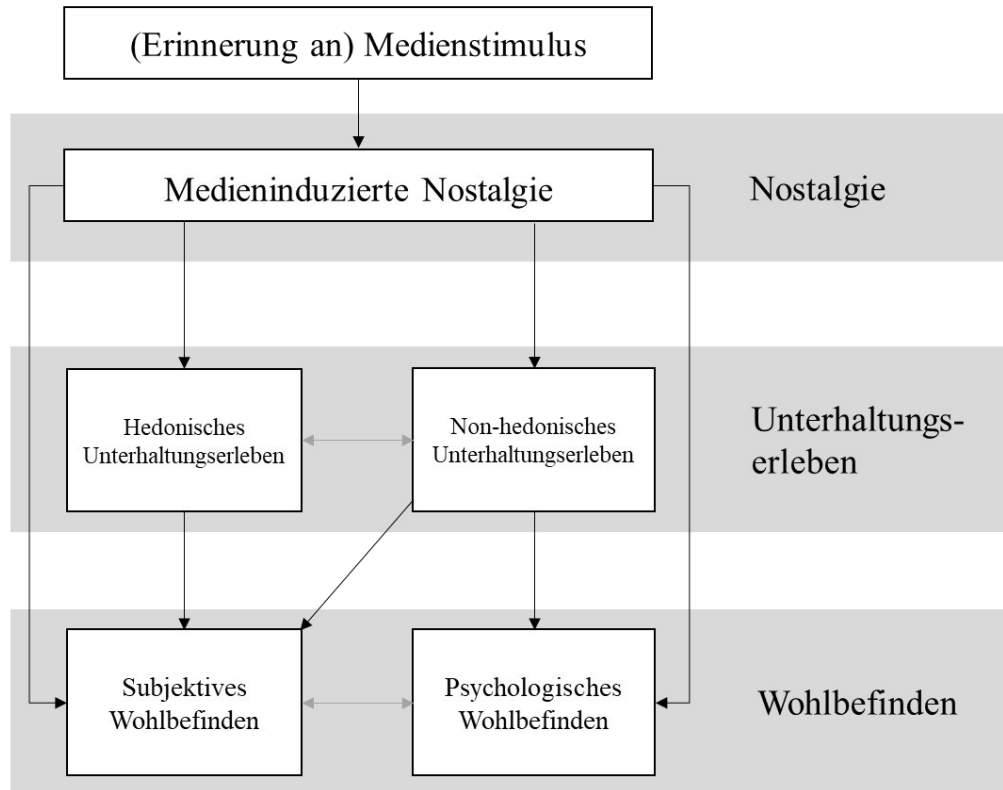 (Erinnerung an) Medienstimulus
Medieninduzierte Nostalgie
Nostalgie
Hedonisches
Unterhaltungserleben
Non-hedonisches
Unterhaltungserleben
Unterhaltungs-
erleben
Subjektives
Wohlbefinden
Psychologisches
Wohlbefinden
Wohlbefinden